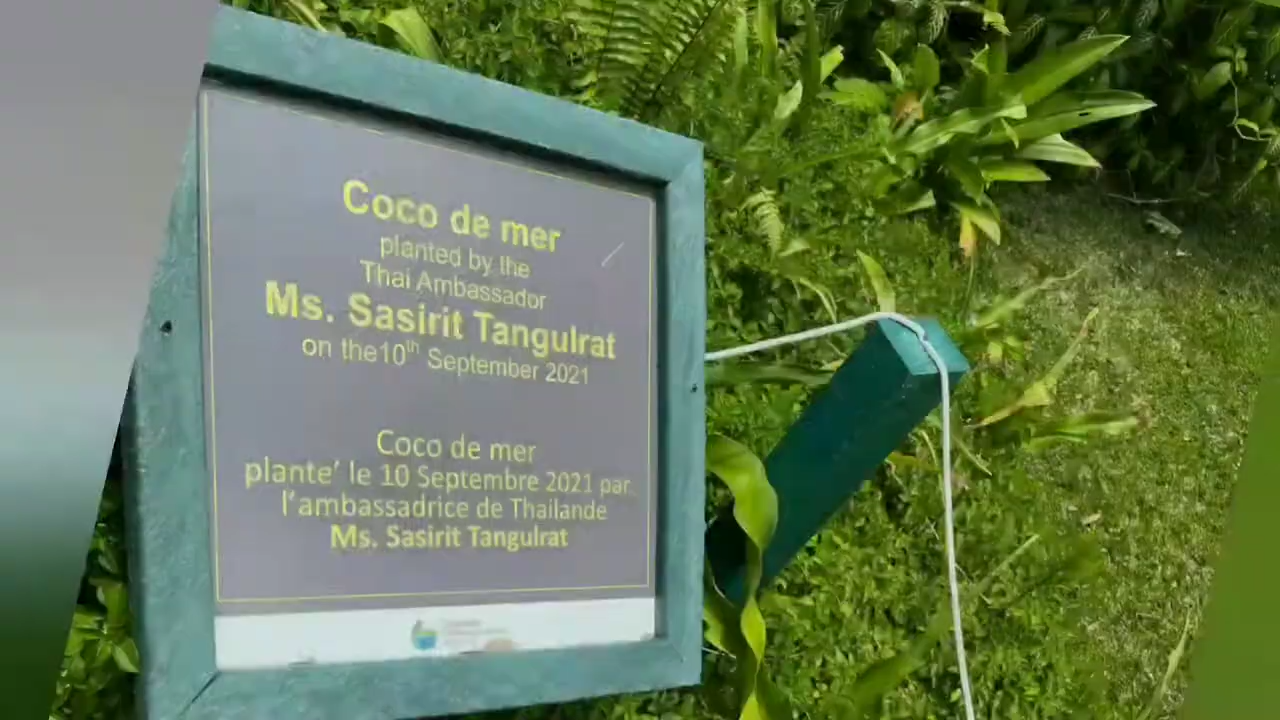 Coco de mer
planted by the
Thai Ambassador
Ms. Sasirit Tangulrat
on the10th September 2021
Coco de mer
plante’ le 10 Septembre 2021 par
l’ambassadrice de Thailande
Ms. Sasirit Tangulrat